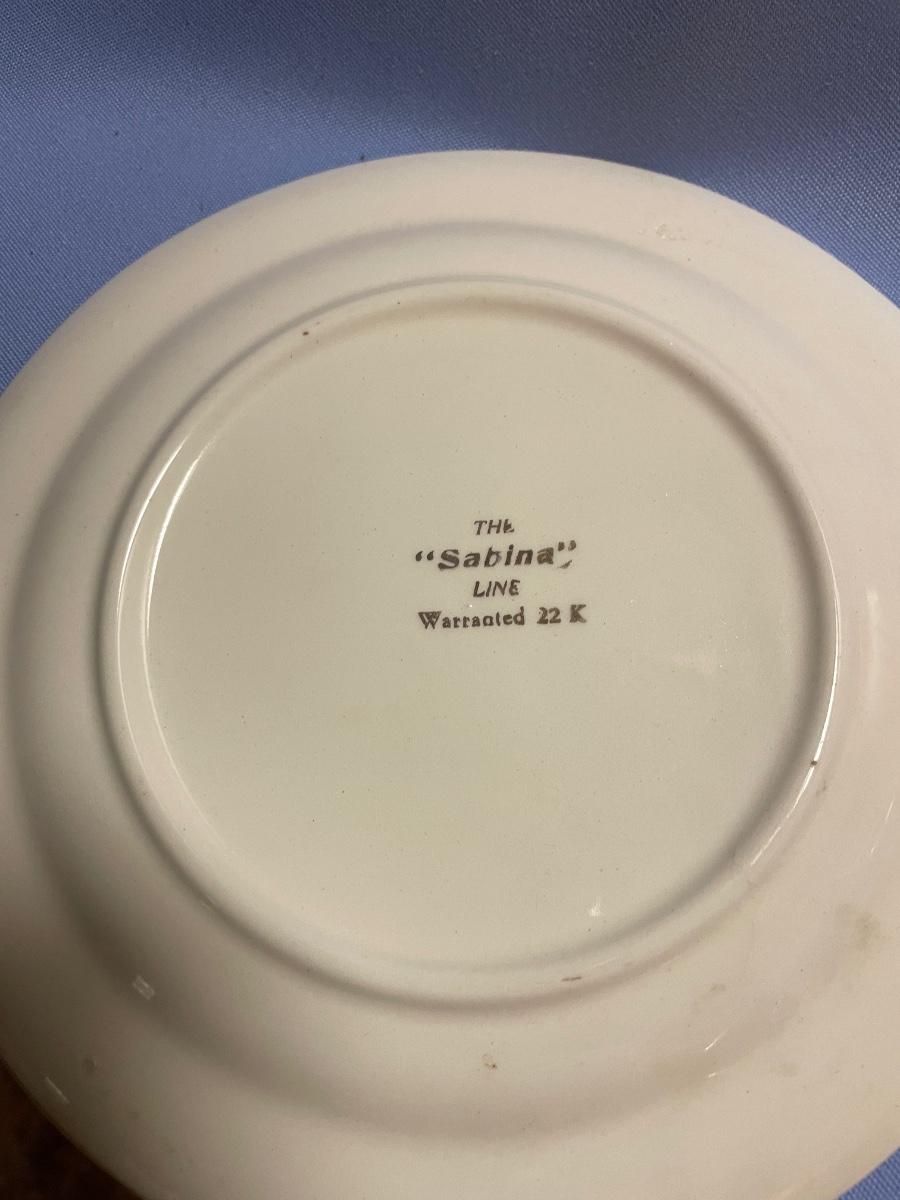 THE
“Sabina”
LINE
Warranted 22 K